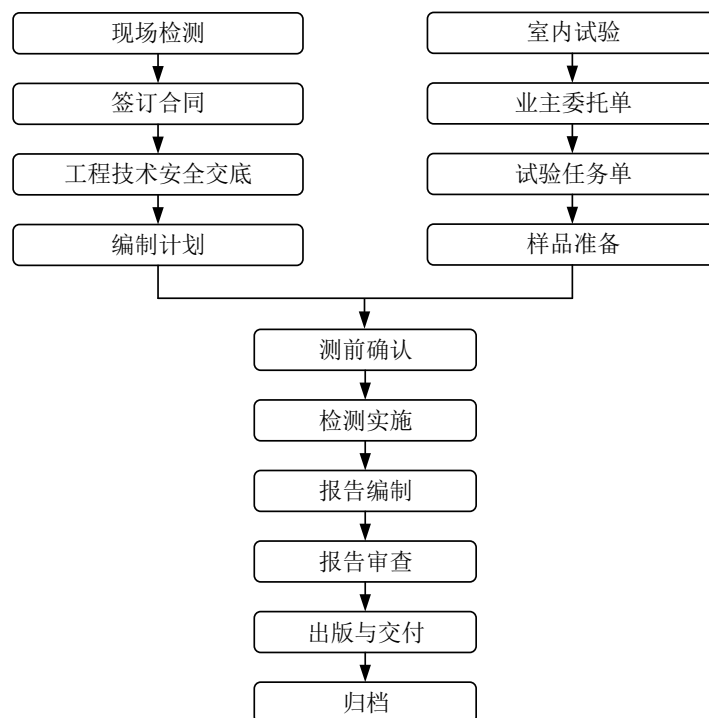 现场检测
签订合同
工程技术安全交底
编制计划
室内试验
业主委托单
试验任务单
样品准备
测前确认
检测实施
报告编制
报告审查
出版与交付
归档